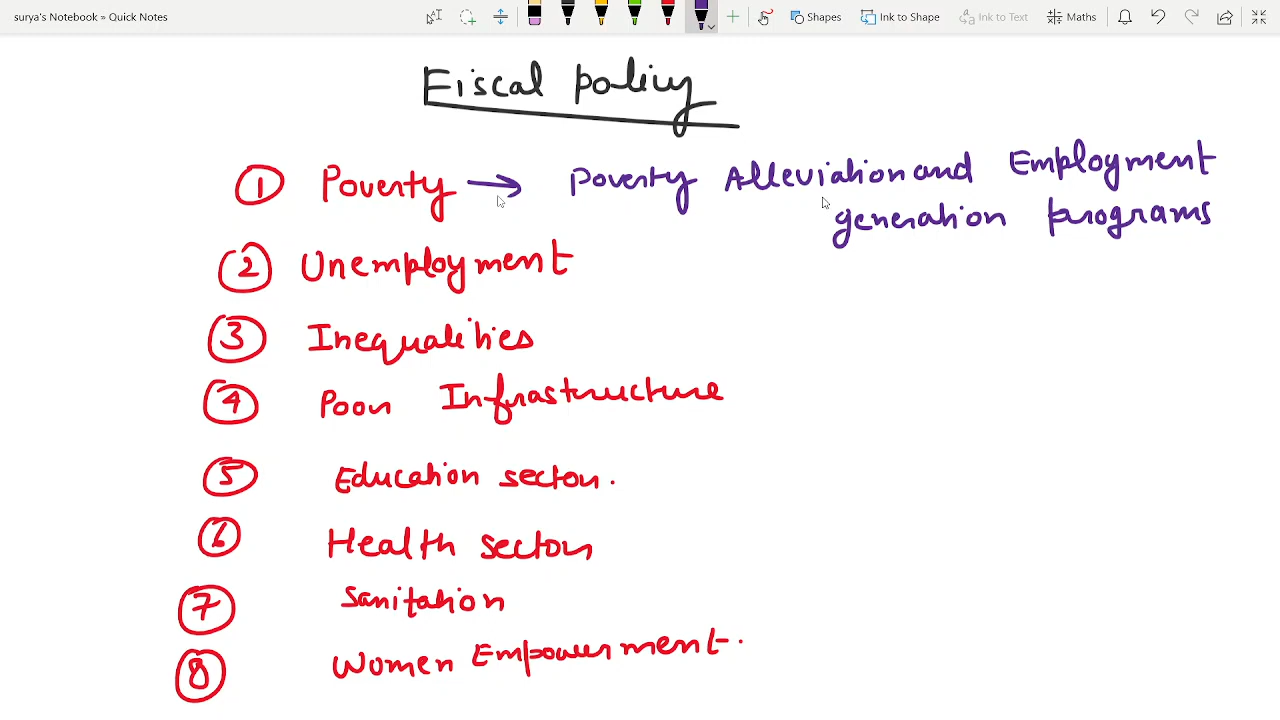 surya's Notebook » Quick Notes
Shapes Ink to Shape Ink to Text Maths
Fiscal policy
1 Poverty → Poverty Alleviation and Employment
generation programs
2 Unemployment
3 Inequalities
4 Poor Infrastructure
5 Education sector.
6 Health sector
7 Sanitation
8 Women Empowerment.